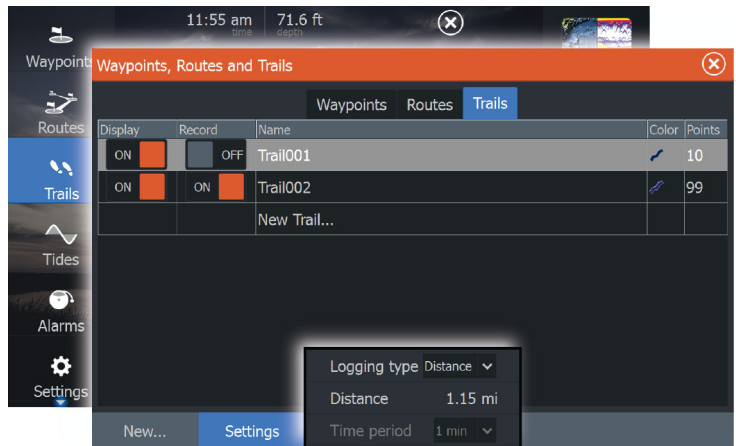 11:55 am 71.6 ft
time depth
Waypoints
Routes
Trails
Tides
Alarms
Settings
Waypoints, Routes and Trails
Waypoints Routes Trails
Display Record Name Color Points
ON OFF Trail001 10
ON ON Trail002 99
New Trail...
Logging type Distance
Distance 1.15 mi
Time period 1 min
New... Settings